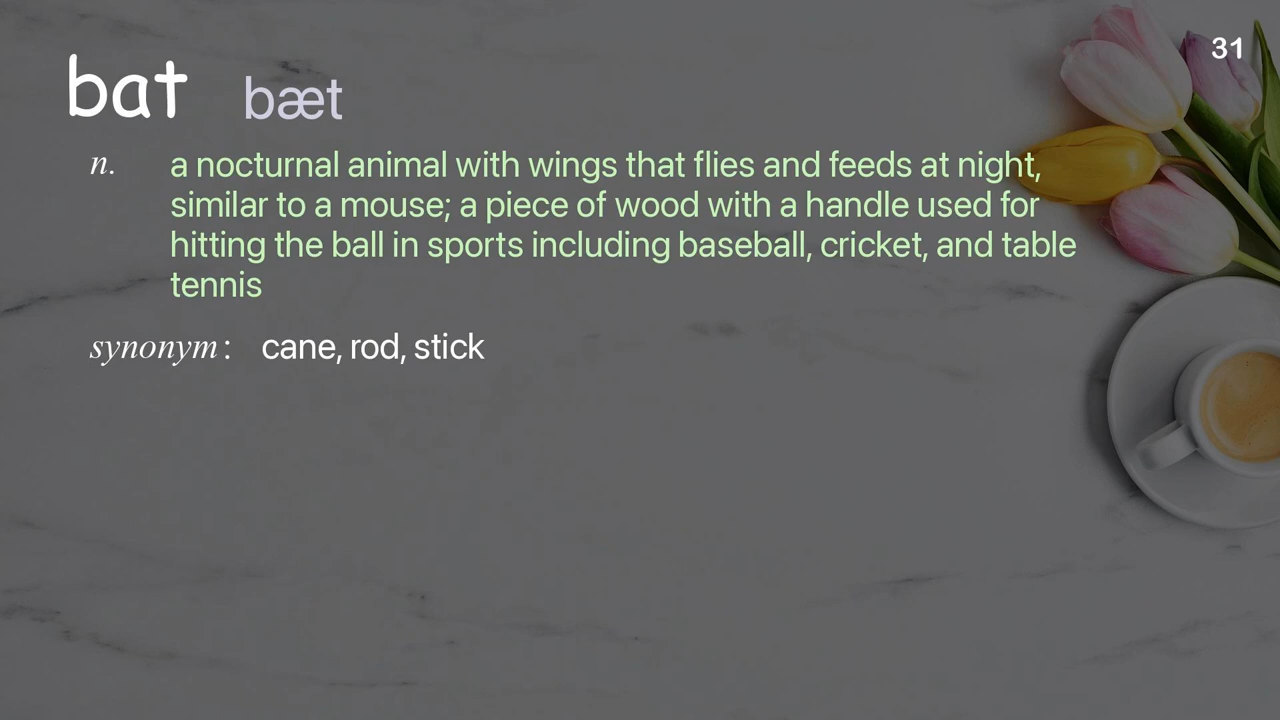 31
bat bæt
n. a nocturnal animal with wings that flies and feeds at night,
similar to a mouse; a piece of wood with a handle used for
hitting the ball in sports including baseball, cricket, and table
tennis
synonym: cane, rod, stick